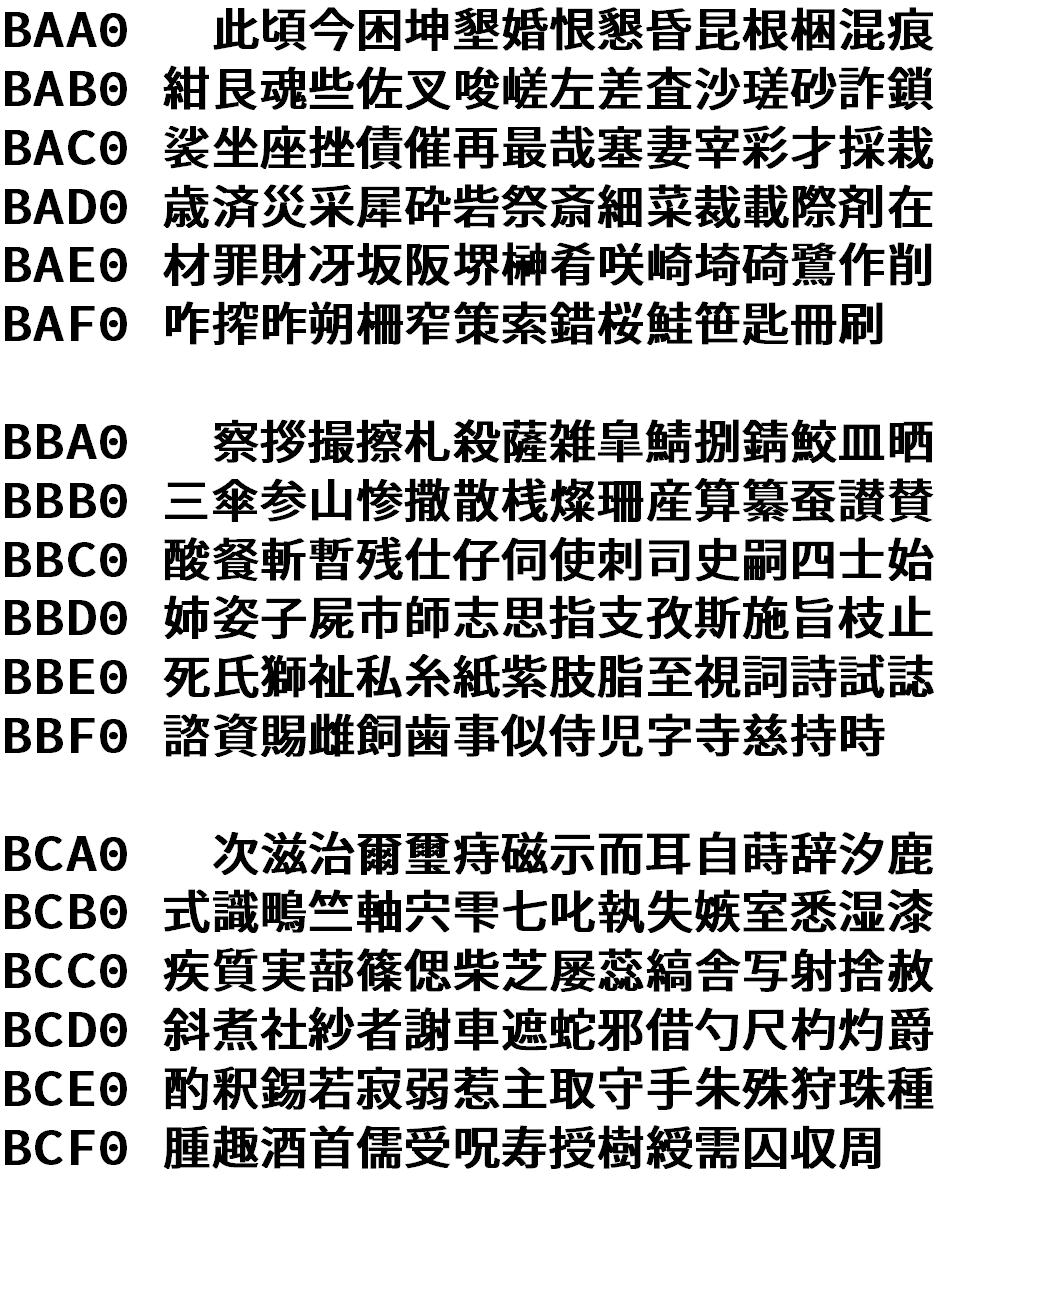 BAA0 此頃今困坤墾婚恨懇昏昆根梱混痕
BAB0 紺艮魂些佐叉唆嵯左差査沙瑳砂詐鎖
BAC0 裟坐座挫債催再最哉塞妻宰彩才採栽
BAD0 歳済災采犀砕砦祭斎細菜裁載際剤在
BAE0 材罪財冴坂阪堺榊肴咲崎埼碕鷺作削
BAF0 咋搾昨朔柵窄策索錯桜鮭笹匙冊刷
BBA0 察拶撮擦札殺薩雑皐鯖捌錆鮫皿晒
BBB0 三傘参山惨撒散桟燦珊産算纂蚕讃賛
BBC0 酸餐斬暫残仕仔伺使刺司史嗣四士始
BBD0 姉姿子屍市師志思指支孜斯施旨枝止
BBE0 死氏獅祉私糸紙紫肢脂至視詞詩試誌
BBF0 諮資賜雌飼歯事似侍児字寺慈持時
BCA0 次滋治爾璽痔磁示而耳自蒔辞汐鹿
BCB0 式識鴫竺軸宍雫七叱執失嫉室悉湿漆
BCC0 疾質実蔀篠偲柴芝屡蕊縞舎写射捨赦
BCD0 斜煮社紗者謝車遮蛇邪借勺尺杓灼爵
BCE0 酌釈錫若寂弱惹主取守手朱殊狩珠種
BCF0 腫趣酒首儒受呪寿授樹綬需囚収周